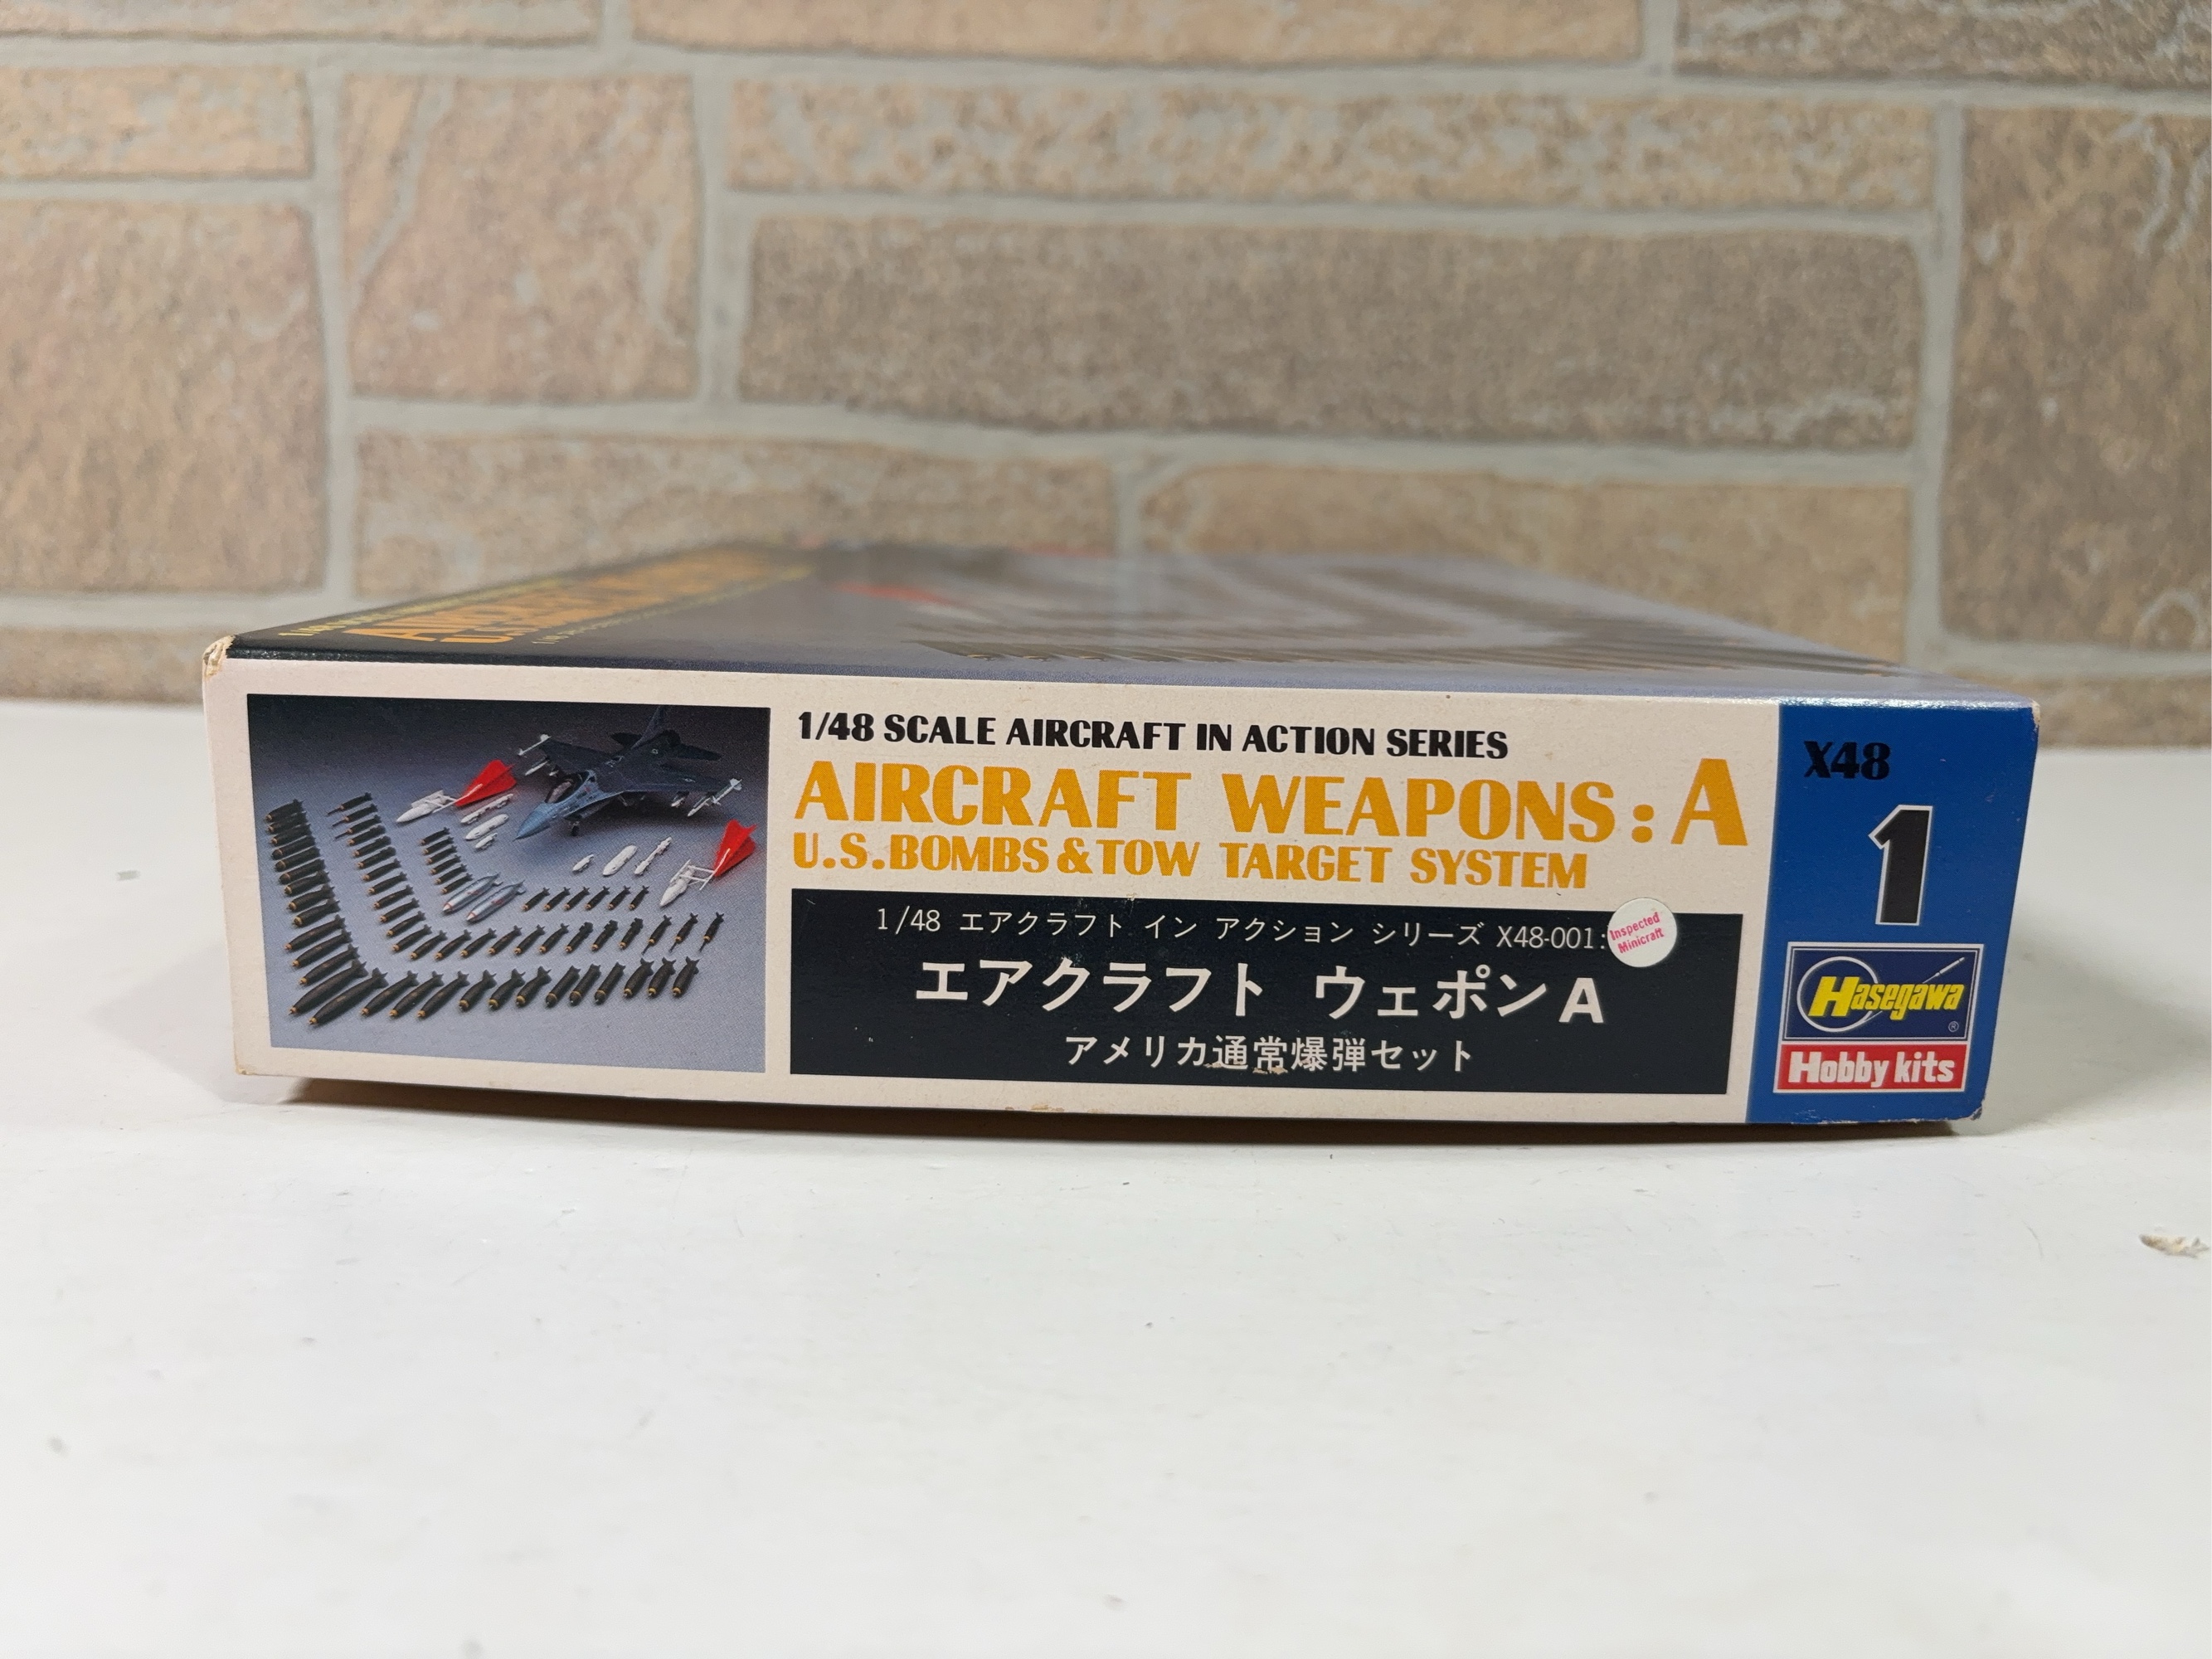 1/48 SCALE AIRCRAFT IN ACTION SERIES
AIRCRAFT WEAPONS : A
U.S. BOMBS & TOW TARGET SYSTEM
1/48 エアクラフト イン アクション シリーズ X48-001:
Inspected
Minicraft
エアクラフト ウェポン A
アメリカ通常爆弾セット
X48
1
Hasegawa ®
Hobby kits